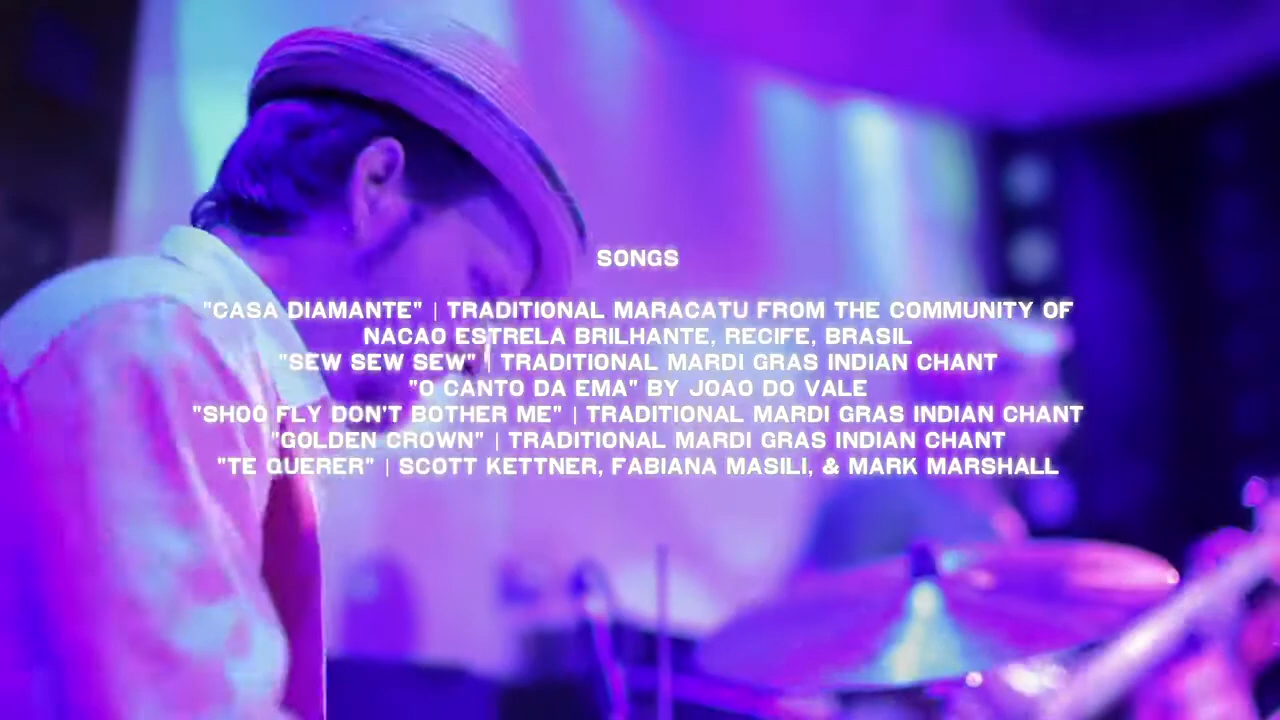 SONGS
"CASA DIAMANTE" | TRADITIONAL MARACATU FROM THE COMMUNITY OF
NACAO ESTRELA BRILHANTE, RECIFE, BRASIL
"SEW SEW SEW" | TRADITIONAL MARDI GRAS INDIAN CHANT
"O CANTO DA EMA" BY JOAO DO VALE
"SHOO FLY DON'T BOTHER ME" | TRADITIONAL MARDI GRAS INDIAN CHANT
"GOLDEN CROWN" | TRADITIONAL MARDI GRAS INDIAN CHANT
"TE QUERER" | SCOTT KETTNER, FABIANA MASILI, & MARK MARSHALL